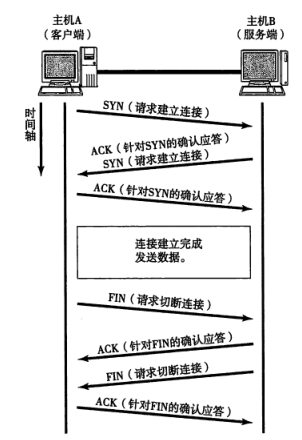 主机A
（客户端）
主机B
（服务端）
时间轴
SYN（请求建立连接）
ACK（针对SYN的确认应答）
SYN（请求建立连接）
ACK（针对SYN的确认应答）
连接建立完成
发送数据。
FIN（请求切断连接）
ACK（针对FIN的确认应答）
FIN（请求切断连接）
ACK（针对FIN的确认应答）